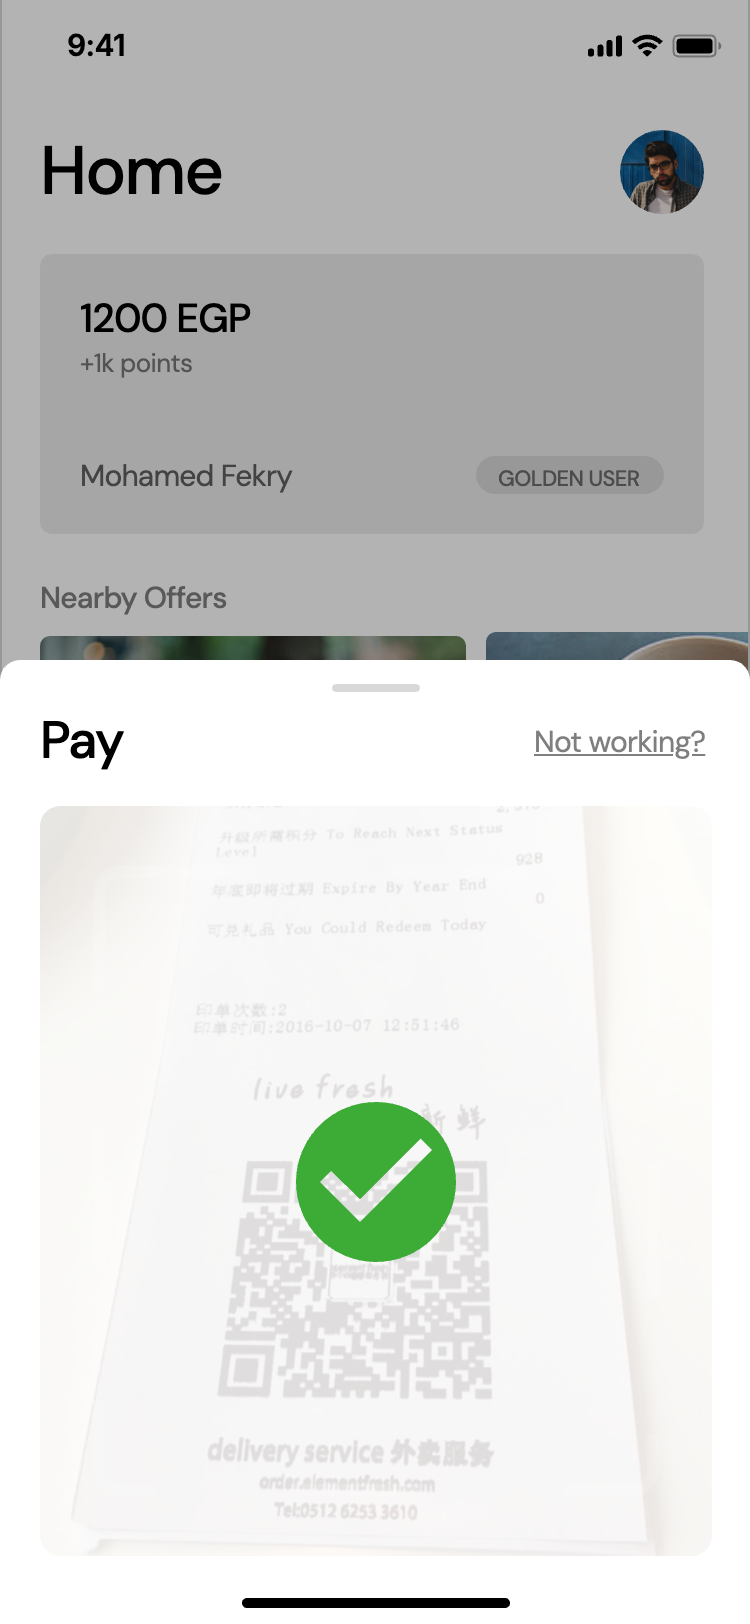 9:41
Home
1200 EGP
+1k points
Mohamed Fekry
GOLDEN USER
Nearby Offers
Pay
Not working?
升级所需积分 To Reach Next Status
Level
928
年底即将过期 Expire By Year End
0
可兑礼品 You Could Redeem Today
印单次数:2
印单时间:2016-10-07 12:51:46
live fresh
新鲜
delivery service 外卖服务
order.elementfresh.com
Tel:0512 6253 3610